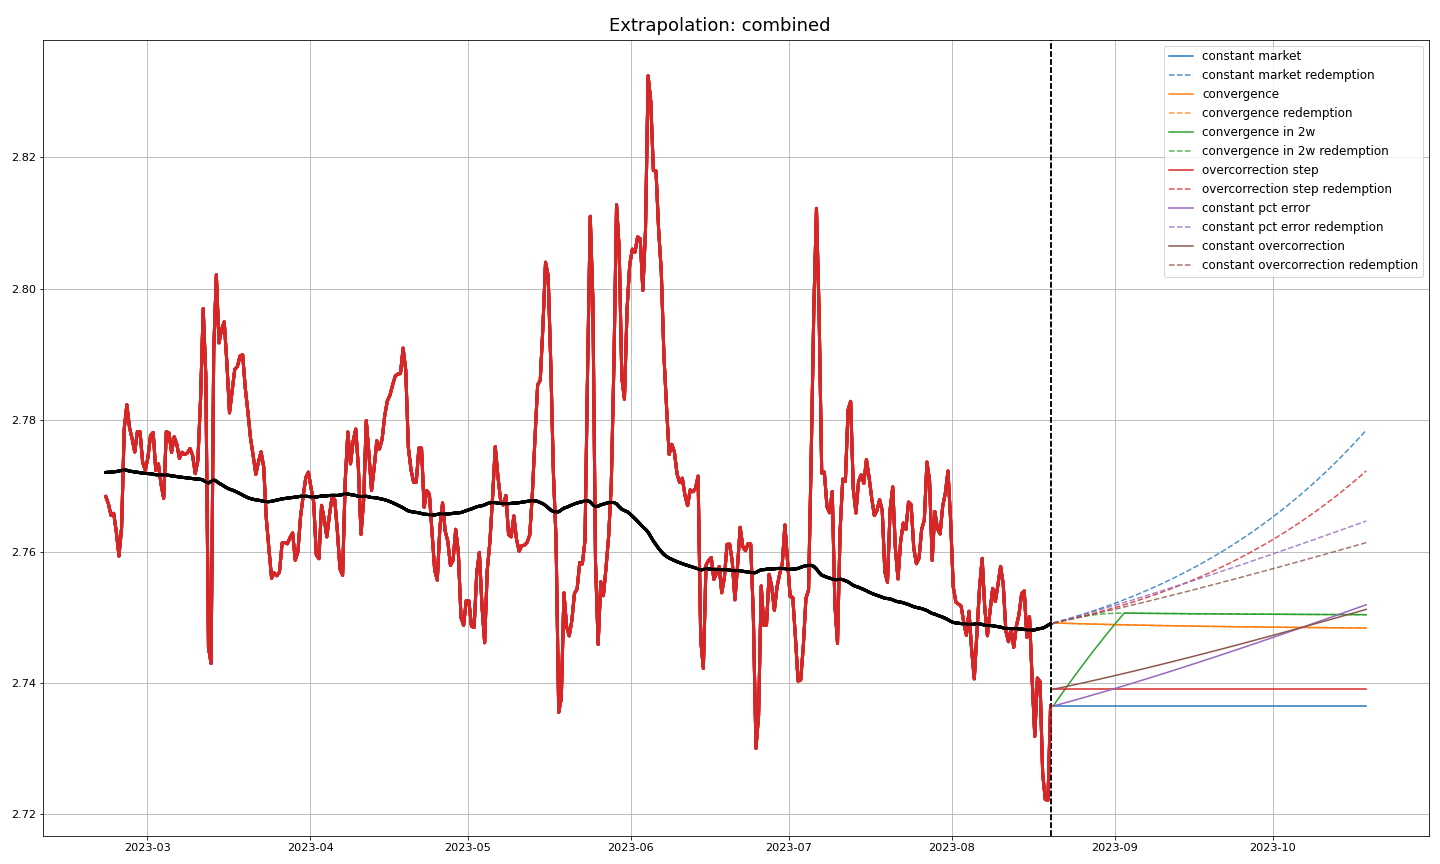 Extrapolation: combined
constant market
constant market redemption
convergence
convergence redemption
convergence in 2w
convergence in 2w redemption
overcorrection step
overcorrection step redemption
constant pct error
constant pct error redemption
constant overcorrection
constant overcorrection redemption
2.82
2.80
2.78
2.76
2.74
2.72
2023-03 2023-04 2023-05 2023-06 2023-07 2023-08 2023-09 2023-10